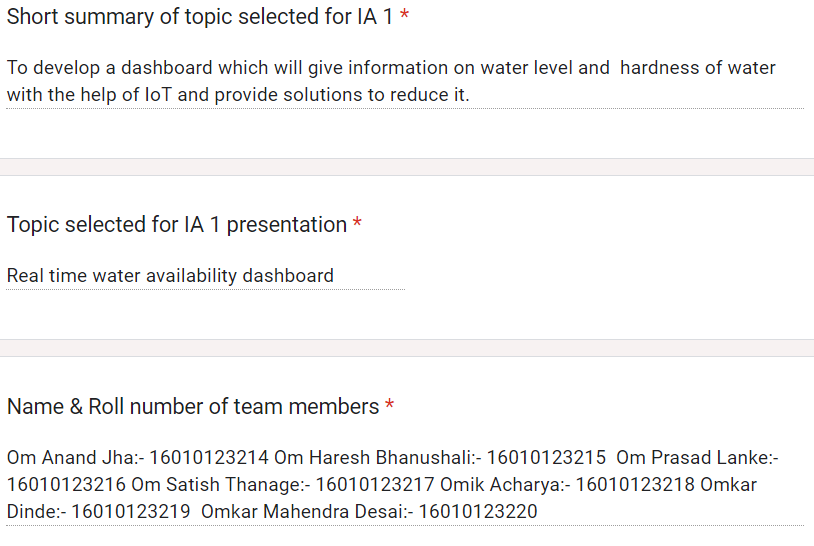 Short summary of topic selected for IA 1 *
To develop a dashboard which will give information on water level and  hardness of water
with the help of IoT and provide solutions to reduce it.
Topic selected for IA 1 presentation *
Real time water availability dashboard
Name & Roll number of team members *
Om Anand Jha:- 16010123214 Om Haresh Bhanushali:- 16010123215  Om Prasad Lanke:-
16010123216 Om Satish Thanage:- 16010123217 Omik Acharya:- 16010123218 Omkar
Dinde:- 16010123219  Omkar Mahendra Desai:- 16010123220